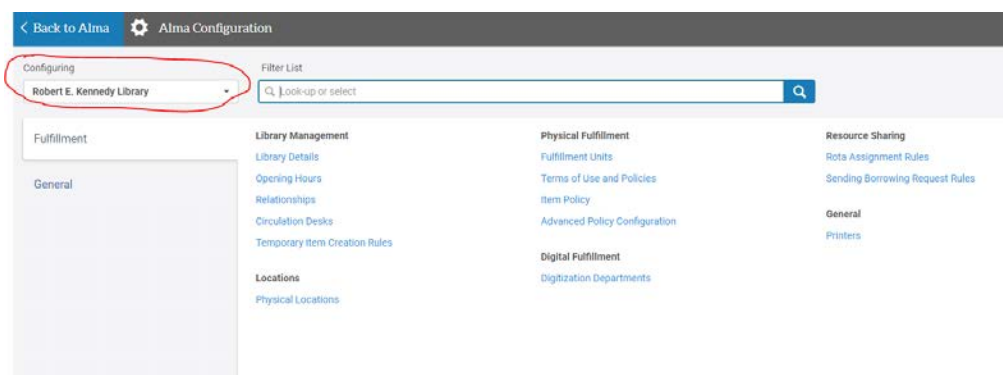 Back to Alma Alma Configuration
Configuring
Robert E. Kennedy Library
Filter List
Look-up or select
Fulfillment
General
Library Management
Library Details
Opening Hours
Relationships
Circulation Desks
Temporary Item Creation Rules
Locations
Physical Locations
Physical Fulfillment
Fulfillment Units
Terms of Use and Policies
Item Policy
Advanced Policy Configuration
Digital Fulfillment
Digitization Departments
Resource Sharing
Rota Assignment Rules
Sending Borrowing Request Rules
General
Printers